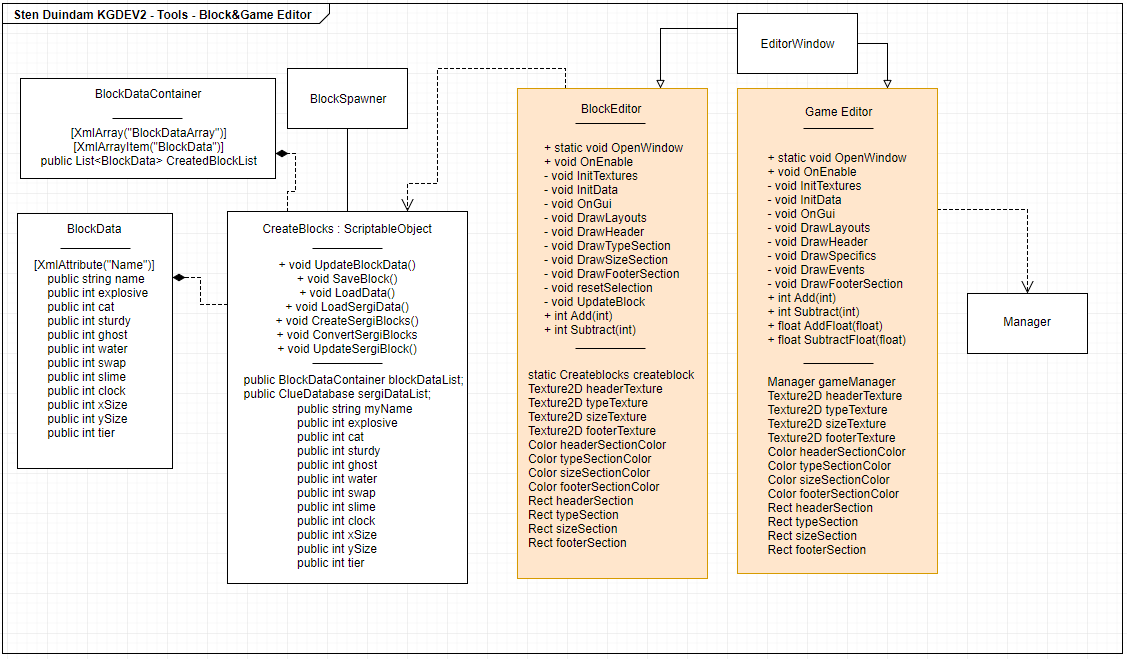 Sten Duindam KGDEV2 - Tools - Block&Game Editor
EditorWindow
BlockDataContainer
[XmlArray("BlockDataArray")]
[XmlArrayItem("BlockData")]
public List<BlockData> CreatedBlockList
BlockSpawner
BlockData
[XmlAttribute("Name")]
public string name
public int explosive
public int cat
public int sturdy
public int ghost
public int water
public int swap
public int slime
public int clock
public int xSize
public int ySize
public int tier
CreateBlocks : ScriptableObject
+ void UpdateBlockData()
+ void SaveBlock()
+ void LoadData()
+ void LoadSergiData()
+ void CreateSergiBlocks()
+ void ConvertSergiBlocks
+ void UpdateSergiBlock()
public BlockDataContainer blockDataList;
public ClueDatabase sergiDataList;
public string myName
public int explosive
public int cat
public int sturdy
public int ghost
public int water
public int swap
public int slime
public int clock
public int xSize
public int ySize
public int tier
BlockEditor
+ static void OpenWindow
+ void OnEnable
- void InitTextures
- void InitData
- void OnGui
- void DrawLayouts
- void DrawHeader
- void DrawTypeSection
- void DrawSizeSection
- void DrawFooterSection
- void resetSelection
- void UpdateBlock
+ int Add(int)
+ int Subtract(int)
static Createblocks createblock
Texture2D headerTexture
Texture2D typeTexture
Texture2D sizeTexture
Texture2D footerTexture
Color headerSectionColor
Color typeSectionColor
Color sizeSectionColor
Color footerSectionColor
Rect headerSection
Rect typeSection
Rect sizeSection
Rect footerSection
Game Editor
+ static void OpenWindow
+ void OnEnable
- void InitTextures
- void InitData
- void OnGui
- void DrawLayouts
- void DrawHeader
- void DrawSpecifics
- void DrawEvents
- void DrawFooterSection
+ int Add(int)
+ int Subtract(int)
+ float AddFloat(float)
+ float SubtractFloat(float)
Manager gameManager
Texture2D headerTexture
Texture2D typeTexture
Texture2D sizeTexture
Texture2D footerTexture
Color headerSectionColor
Color typeSectionColor
Color sizeSectionColor
Color footerSectionColor
Rect headerSection
Rect typeSection
Rect sizeSection
Rect footerSection
Manager